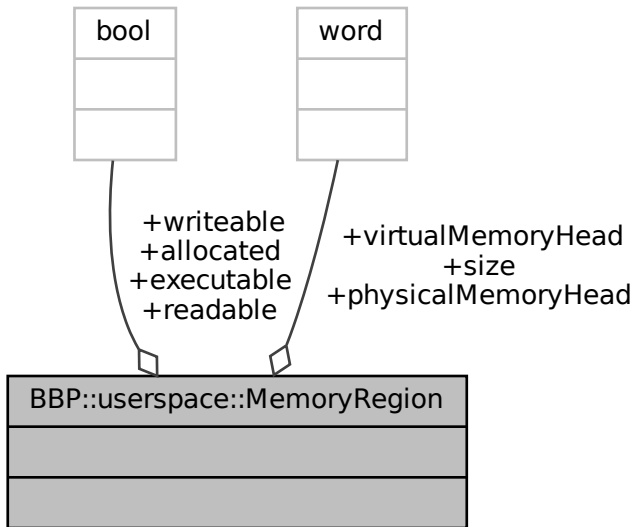 bool
word
+writeable
+allocated
+executable
+readable
+virtualMemoryHead
+size
+physicalMemoryHead
BBP::userspace::MemoryRegion